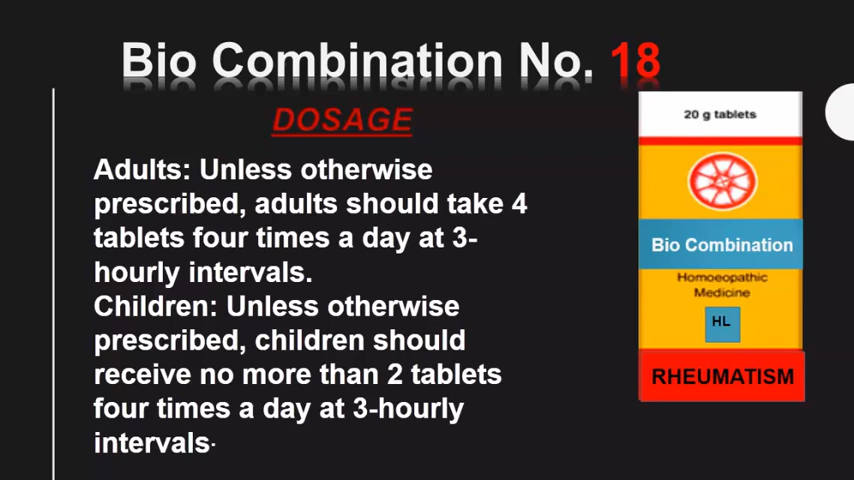 Bio Combination No. 18
DOSAGE
Adults: Unless otherwise
prescribed, adults should take 4
tablets four times a day at 3-
hourly intervals.
Children: Unless otherwise
prescribed, children should
receive no more than 2 tablets
four times a day at 3-hourly
intervals·
20 g tablets
Bio Combination
Homoeopathic
Medicine
HL
RHEUMATISM